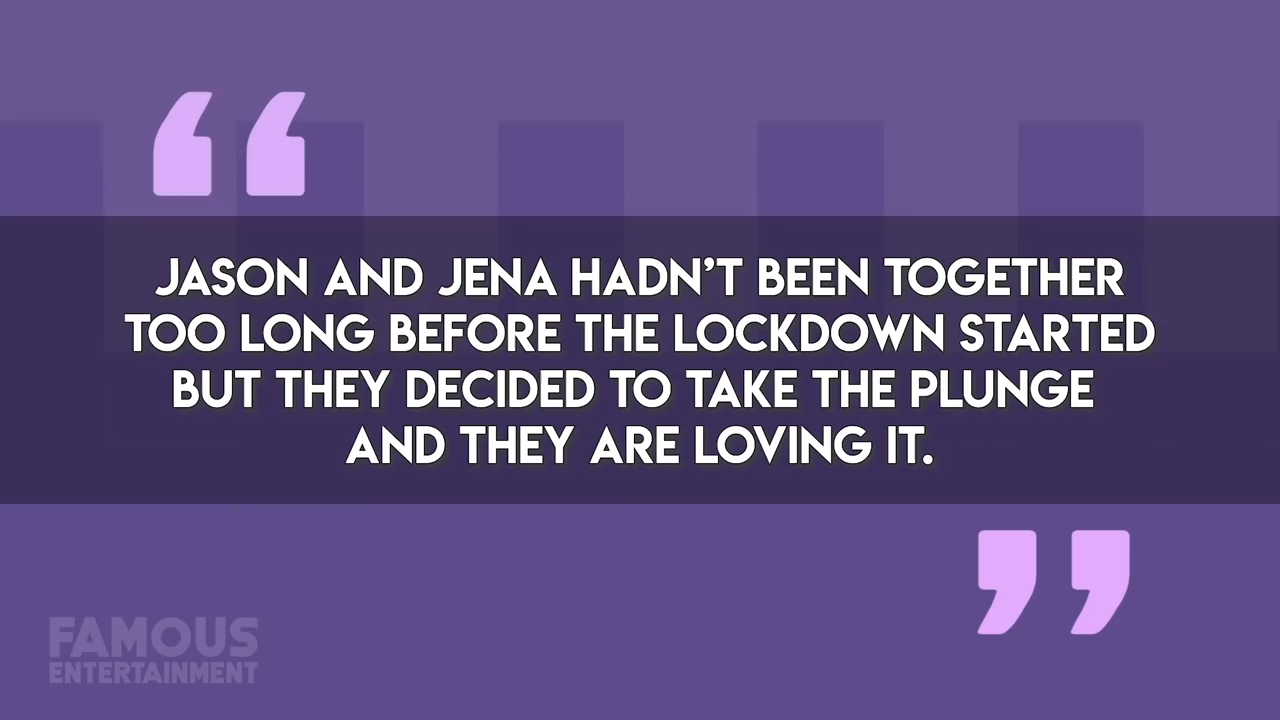 “
JASON AND JENA HADN’T BEEN TOGETHER
TOO LONG BEFORE THE LOCKDOWN STARTED
BUT THEY DECIDED TO TAKE THE PLUNGE
AND THEY ARE LOVING IT.
”
FAMOUS
ENTERTAINMENT